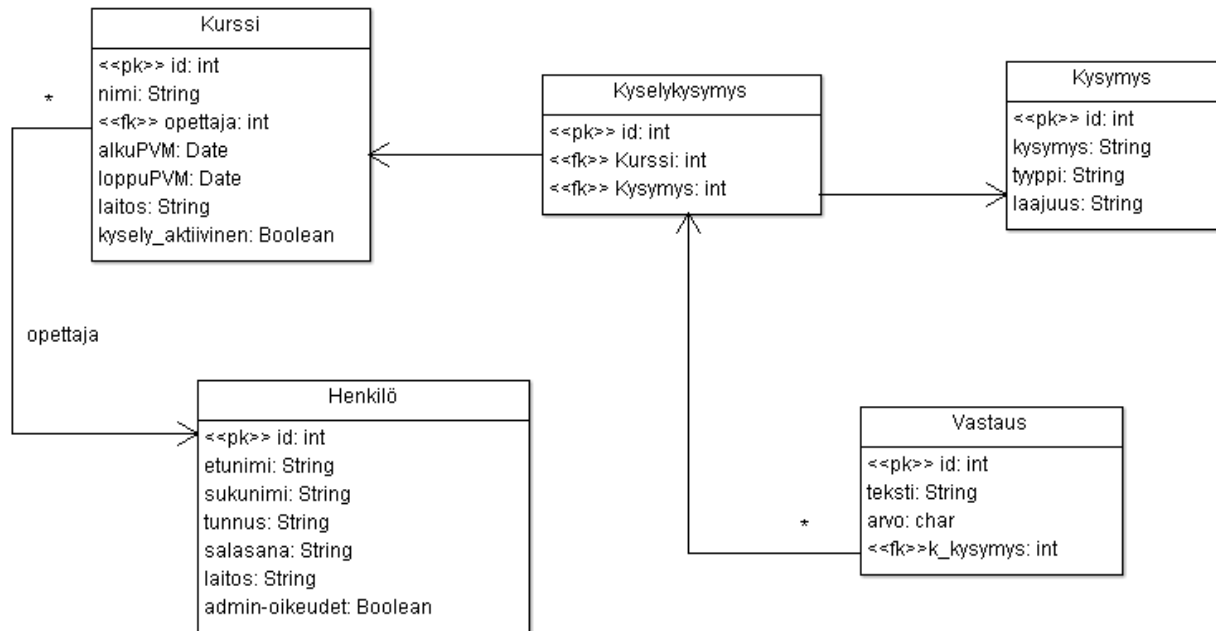 Kurssi
<<pk>> id: int
nimi: String
<<fk>> opettaja: int
alkuPVM: Date
loppuPVM: Date
laitos: String
kysely_aktiivinen: Boolean
*
opettaja
Kyselykysymys
<<pk>> id: int
<<fk>> Kurssi: int
<<fk>> Kysymys: int
Kysymys
<<pk>> id: int
kysymys: String
tyyppi: String
laajuus: String
Henkilö
<<pk>> id: int
etunimi: String
sukunimi: String
tunnus: String
salasana: String
laitos: String
admin-oikeudet: Boolean
*
Vastaus
<<pk>> id: int
teksti: String
arvo: char
<<fk>>k_kysymys: int